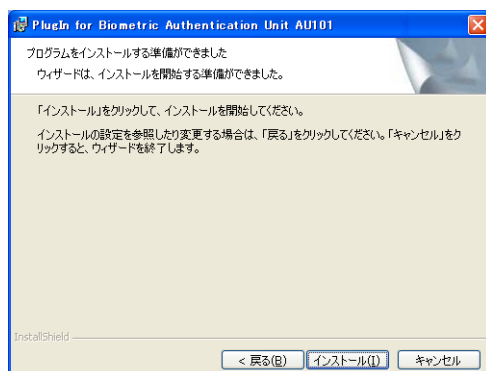 PlugIn for Biometric Authentication Unit AU101
プログラムをインストールする準備ができました
ウィザードは、インストールを開始する準備ができました。
「インストール」をクリックして、インストールを開始してください。
インストールの設定を参照したり変更する場合は、「戻る」をクリックしてください。「キャンセル」をク
リックすると、ウィザードを終了します。
InstallShield
< 戻る(B) インストール(I) キャンセル